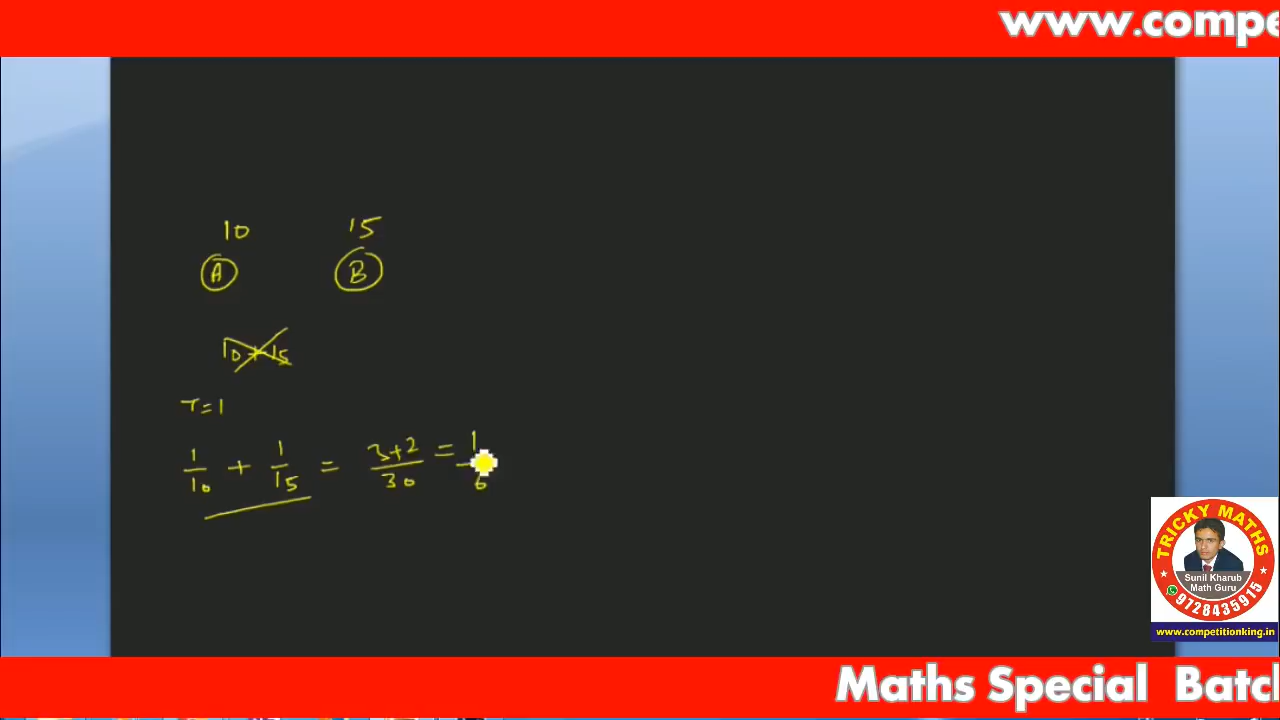 www.compe
10 15
A B
10 + 15
T = 1
1/10 + 1/15 = 3+2/30 = 1/6
TRICKY MATHS
Sunil Kharub
Math Guru
9728435915
www.competitionking.in
Maths Special Batc